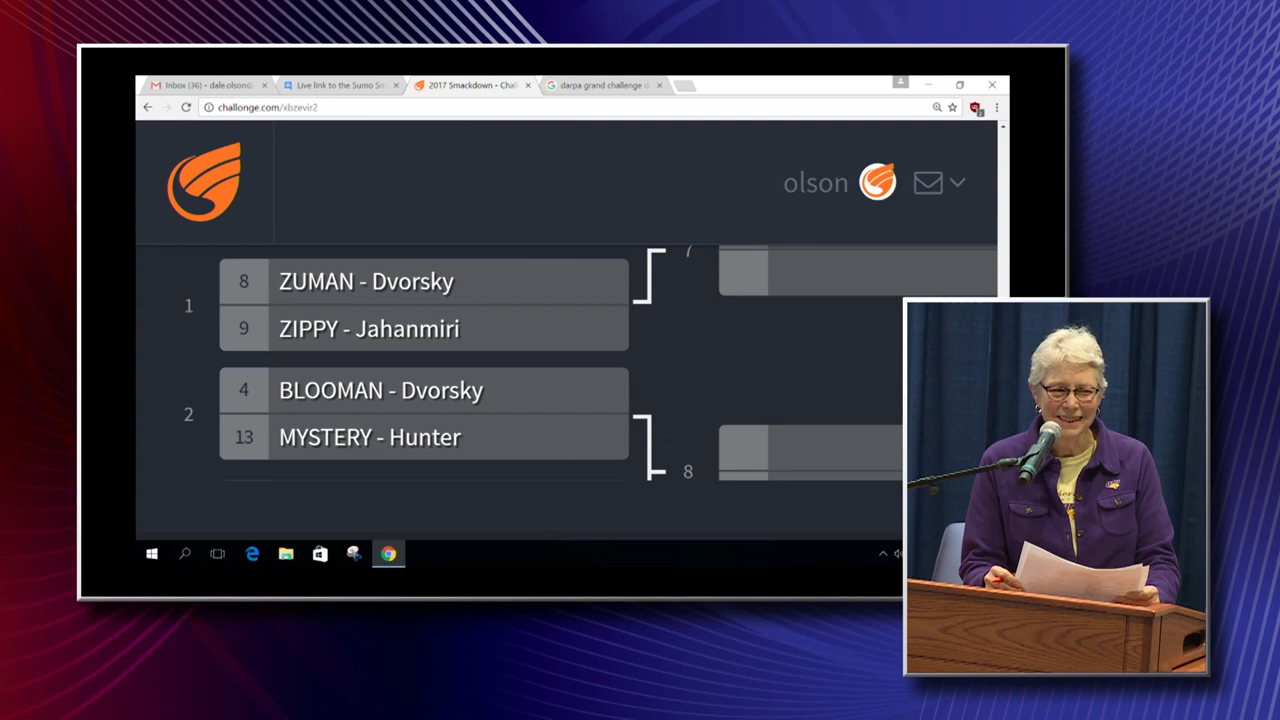 Inbox (36) - dale.olson@
Live link to the Sumo Sm
2017 Smackdown - Chal
darpa grand challenge d
challonge.com/xbzevir2
olson
7
1
8 ZUMAN - Dvorsky
9 ZIPPY - Jahanmiri
2
4 BLOOMAN - Dvorsky
13 MYSTERY - Hunter
8